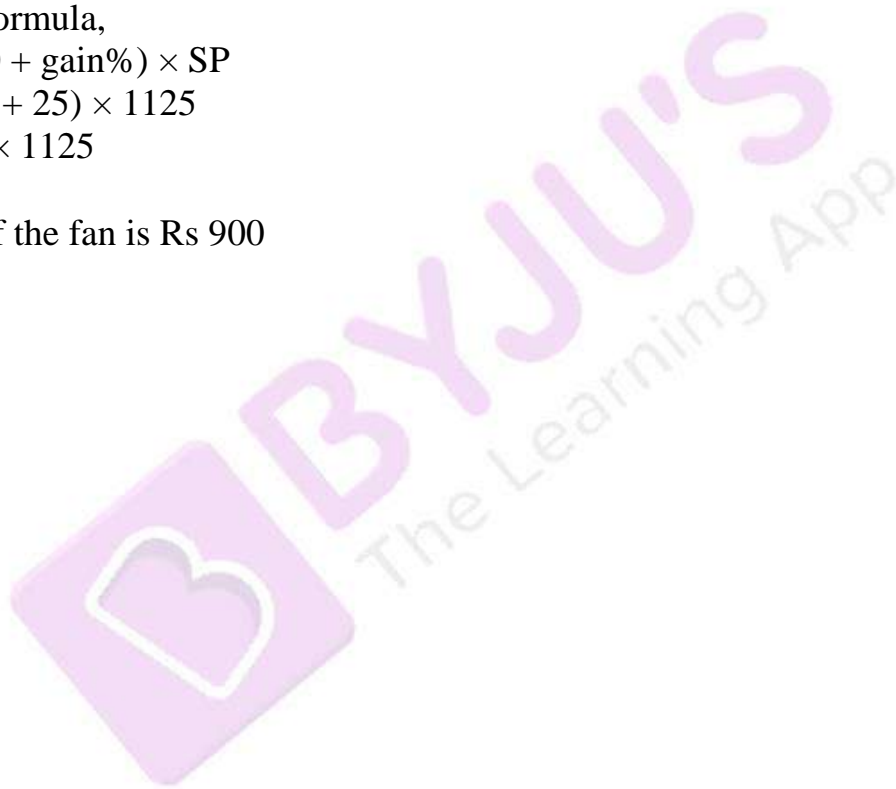 ormula,
+ gain%) × SP
+ 25) × 1125
× 1125
f the fan is Rs 900
BYJU'S
The Learning App